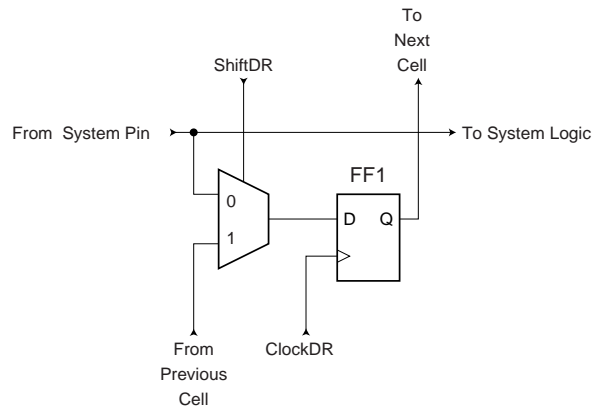 To
Next
Cell
ShiftDR
From System Pin
To System Logic
FF1
0
D Q
1
From
Previous
Cell
ClockDR